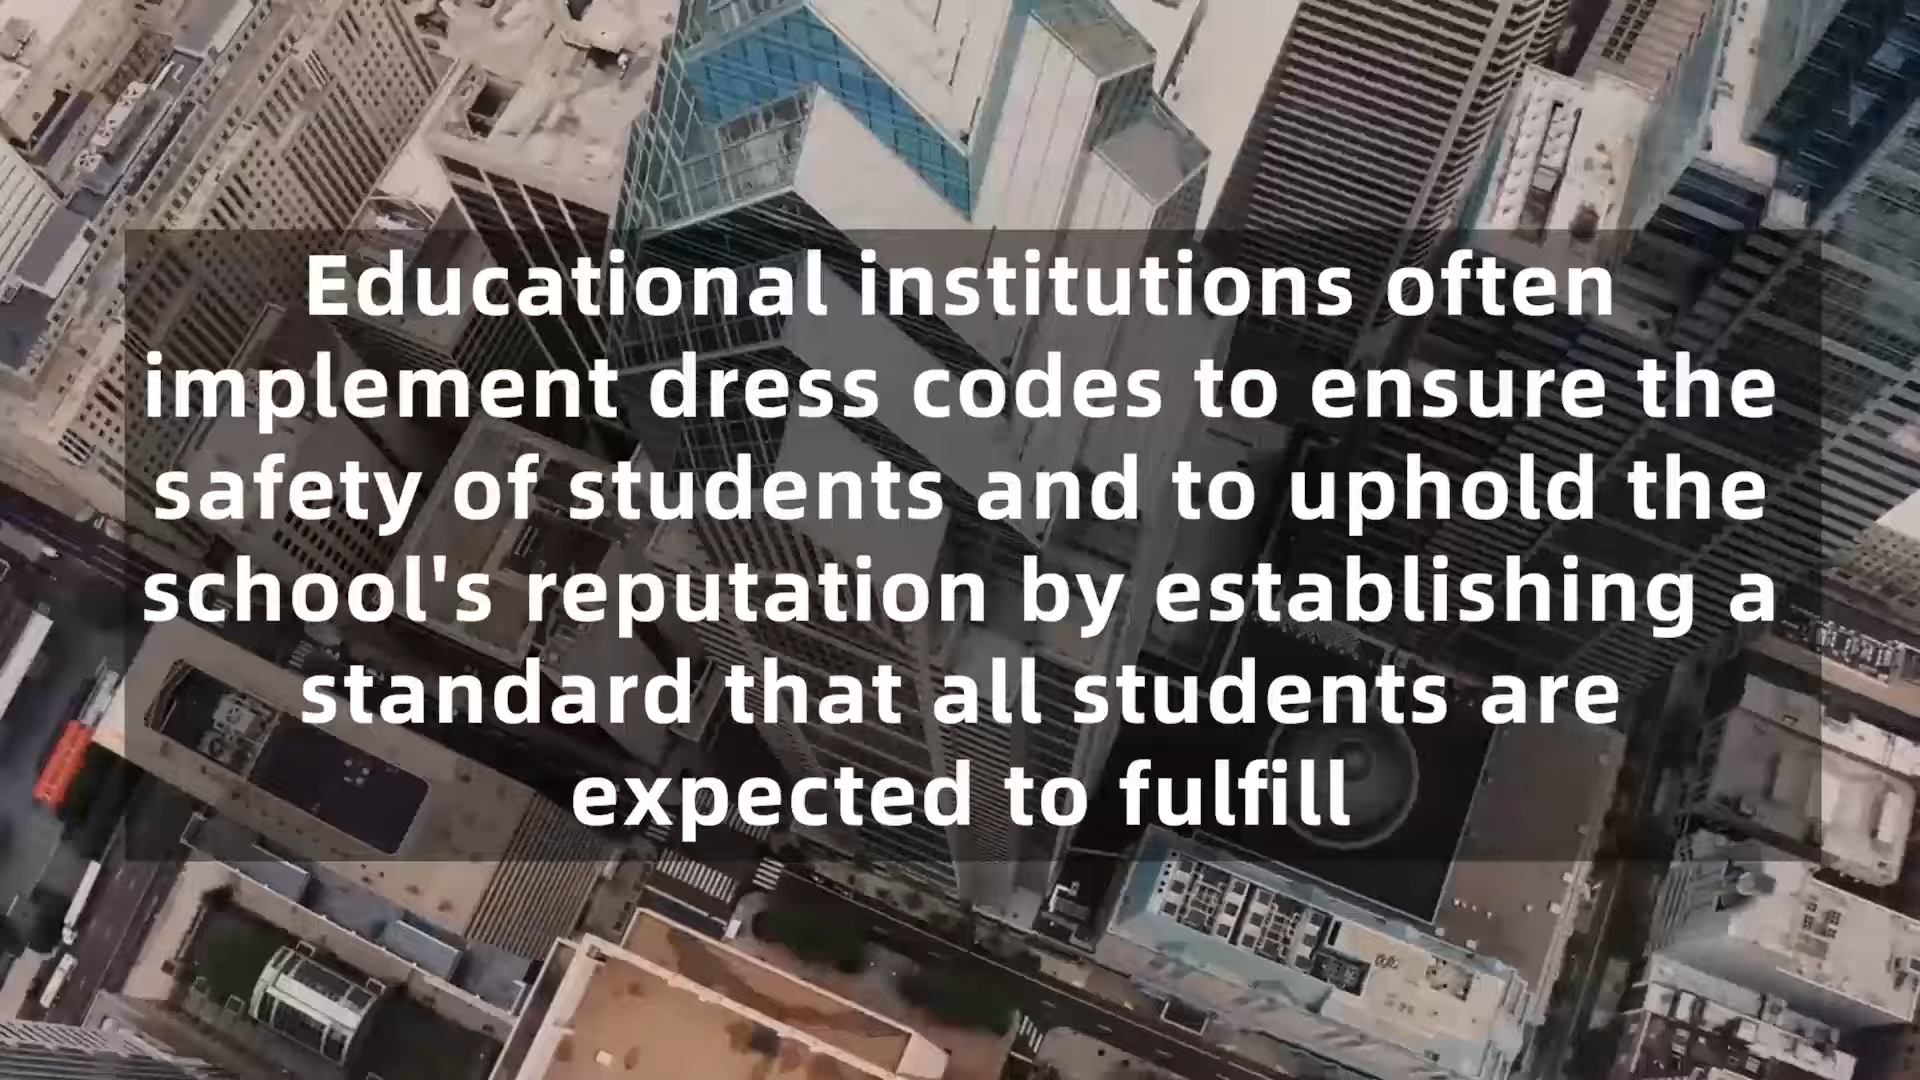 Educational institutions often
implement dress codes to ensure the
safety of students and to uphold the
school's reputation by establishing a
standard that all students are
expected to fulfill